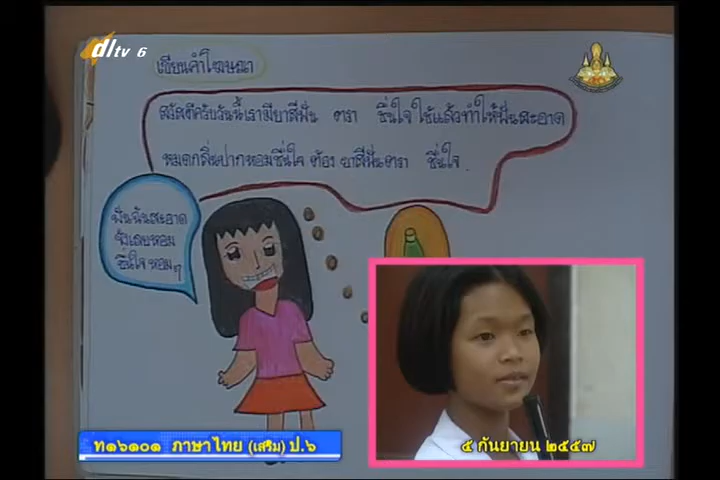 dltv 6
เขียนคำโฆษณา
สวัสดีครับวันนี้เรามียาสีฟัน ตรา ชื่นใจ ใช้แล้วทำให้ฟันสะอาด
หมดกลิ่นปากหอมชื่นใจ ต้อง ยาสีฟันตรา ชื่นใจ
ฟันฉันสะอาด
จังเลยหอม
ชื่นใจ หอมๆ
ท๑๖๑๐๑ ภาษาไทย (เสริม) ป.๖
๕ กันยายน ๒๕๕๗